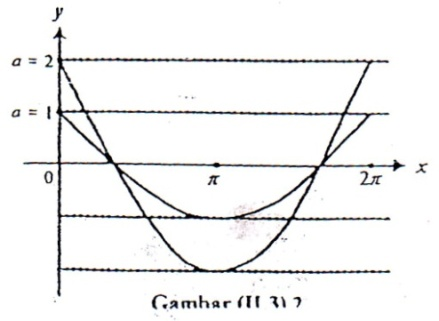 y
a = 2
a = 1
0
π
2π
x
Gambar (II.3).2